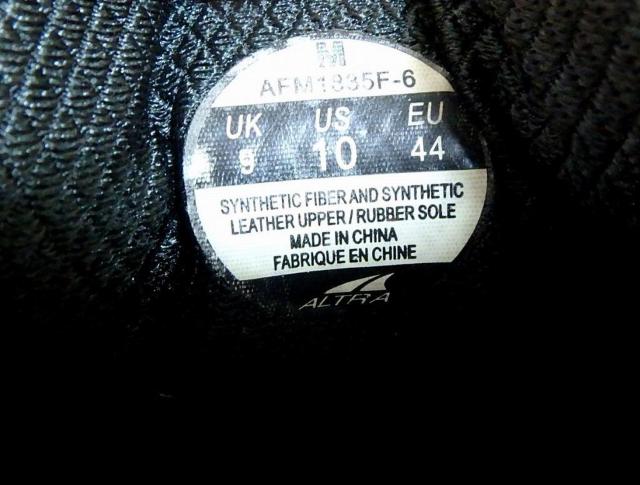 M
AFM1835F-6
UK US EU
9 10 44
SYNTHETIC FIBER AND SYNTHETIC
LEATHER UPPER / RUBBER SOLE
MADE IN CHINA
FABRIQUE EN CHINE
ALTRA